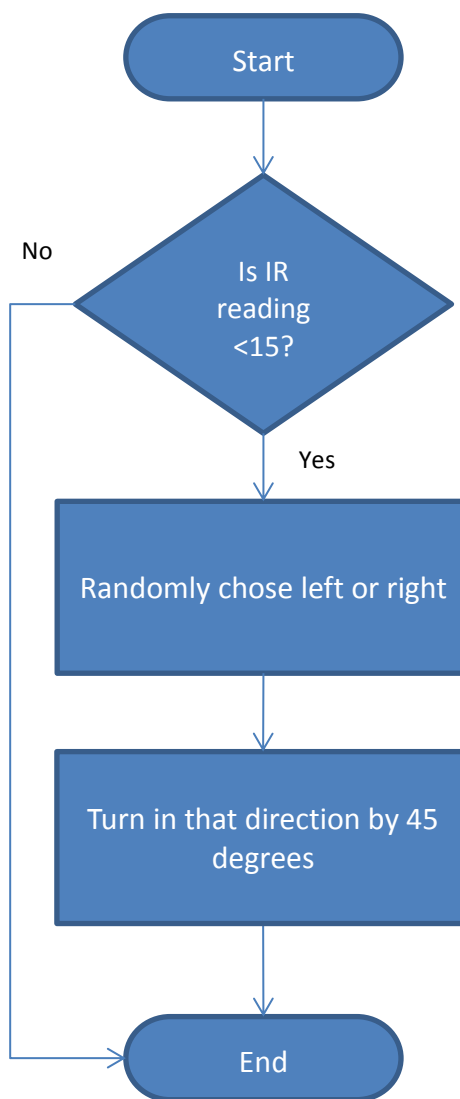 Start
No
Is IR
reading
<15?
Yes
Randomly chose left or right
Turn in that direction by 45
degrees
End